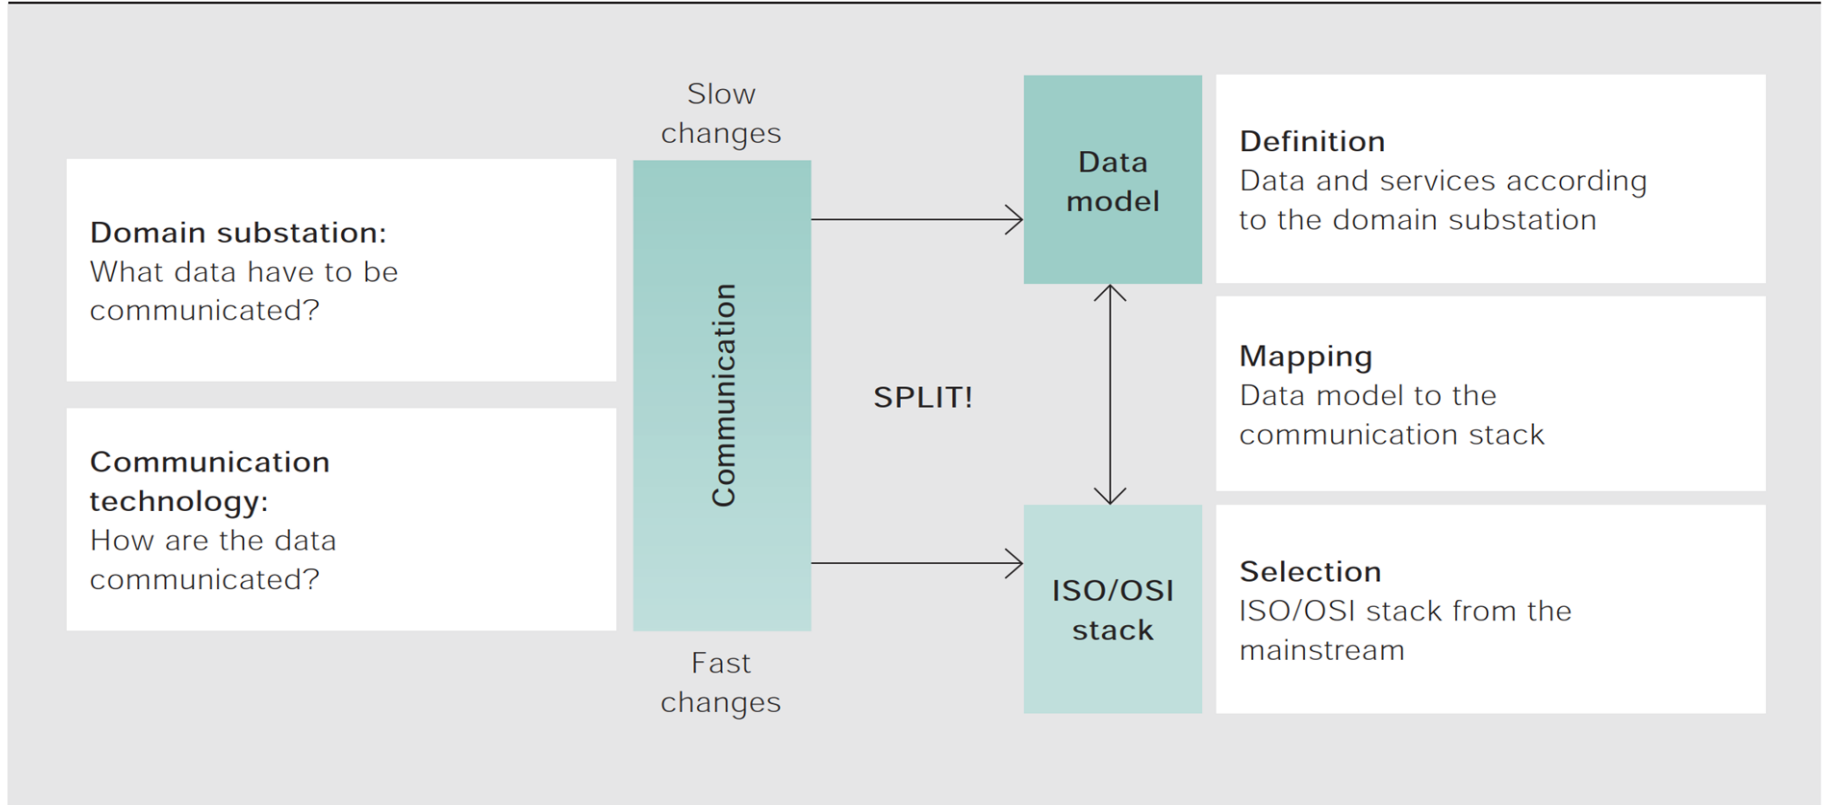 Domain substation:
What data have to be
communicated?
Communication
technology:
How are the data
communicated?
Slow
changes
Communication
Fast
changes
SPLIT!
Data
model
ISO/OSI
stack
Definition
Data and services according
to the domain substation
Mapping
Data model to the
communication stack
Selection
ISO/OSI stack from the
mainstream